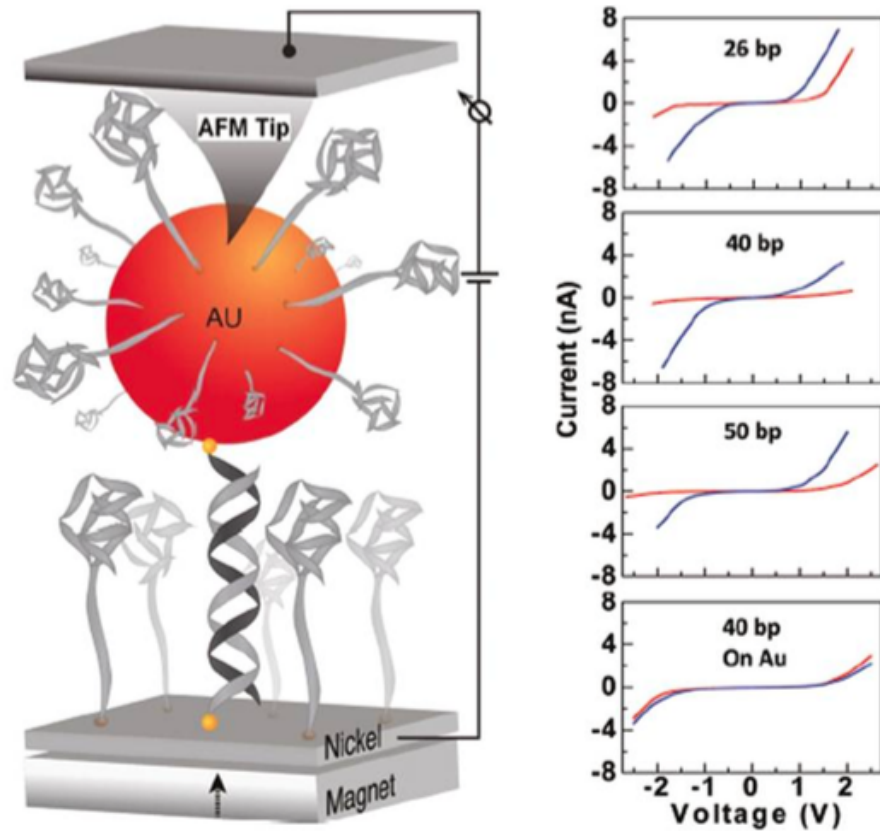 AFM Tip
AU
Nickel
Magnet
Current (nA)
8
4
0
-4
-8
26 bp
8
4
0
-4
-8
40 bp
8
4
0
-4
-8
50 bp
8
4
0
-4
-8
40 bp
On Au
-2 -1 0 1 2
Voltage (V)